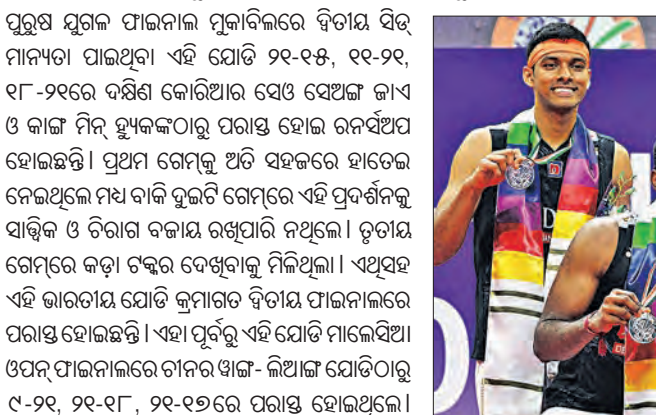 ପୁରୁଷ ଯୁଗଳ ଫାଇନାଲ ମୁକାବିଲରେ ଦ୍ୱିତୀୟ ସିଡ୍
ମାନ୍ୟତା ପାଇଥିବା ଏହି ଯୋଡି ୨୧-୧୫, ୧୧-୨୧,
୧୮-୨୧ରେ ଦକ୍ଷିଣ କୋରିଆର ସେଓ ସେଅଙ୍ଗ ଜାଏ
ଓ କାଙ୍ଗ ମିନ୍ ହ୍ୟୁକଙ୍କଠାରୁ ପରାସ୍ତ ହୋଇ ରନର୍ସଅପ
ହୋଇଛନ୍ତି। ପ୍ରଥମ ଗେମ୍‌କୁ ଅତି ସହଜରେ ହାତେଇ
ନେଇଥିଲେ ମଧ୍ୟ ବାକି ଦୁଇଟି ଗେମ୍‌ରେ ଏହି ପ୍ରଦର୍ଶନକୁ
ସାତ୍ତ୍ୱିକ ଓ ଚିରାଗ ବଜାୟ ରଖିପାରି ନଥିଲେ। ତୃତୀୟ
ଗେମ୍‌ରେ କଡ଼ା ଟକ୍କର ଦେଖିବାକୁ ମିଳିଥିଲା। ଏଥିସହ
ଏହି ଭାରତୀୟ ଯୋଡି କ୍ରମାଗତ ଦ୍ୱିତୀୟ ଫାଇନାଲରେ
ପରାସ୍ତ ହୋଇଛନ୍ତି। ଏହା ପୂର୍ବରୁ ଏହି ଯୋଡି ମାଲେସିଆ
ଓପନ୍ ଫାଇନାଲରେ ଚୀନର ୱାଙ୍ଗ- ଲିଆଙ୍ଗ ଯୋଡିଠାରୁ
୯-୨୧, ୨୧-୧୮, ୨୧-୧୭ରେ ପରାସ୍ତ ହୋଇଥିଲେ।